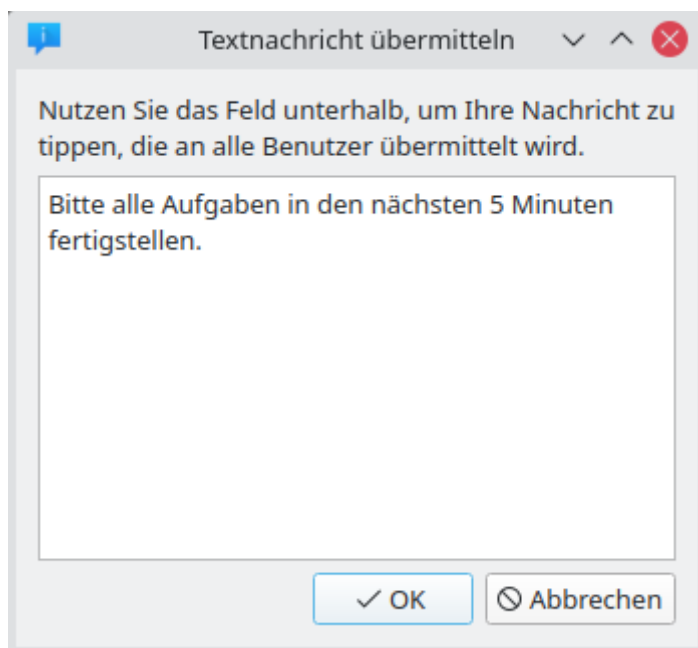 Textnachricht übermitteln
Nutzen Sie das Feld unterhalb, um Ihre Nachricht zu
tippen, die an alle Benutzer übermittelt wird.
Bitte alle Aufgaben in den nächsten 5 Minuten
fertigstellen.
OK
Abbrechen